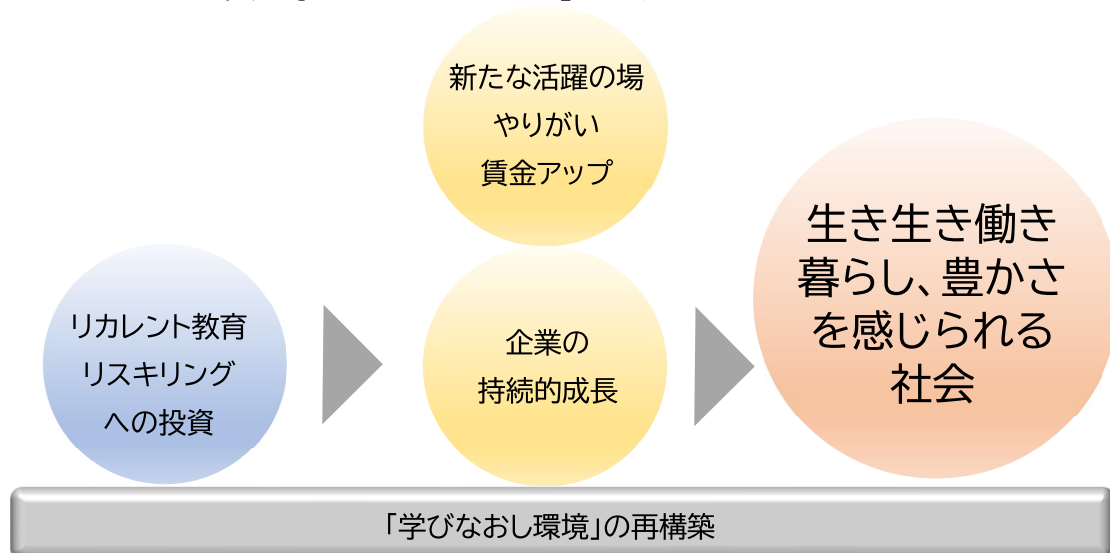 リカレント教育
リスキリング
への投資
新たな活躍の場
やりがい
賃金アップ
企業の
持続的成長
生き生き働き
暮らし、豊かさ
を感じられる
社会
「学びなおし環境」の再構築